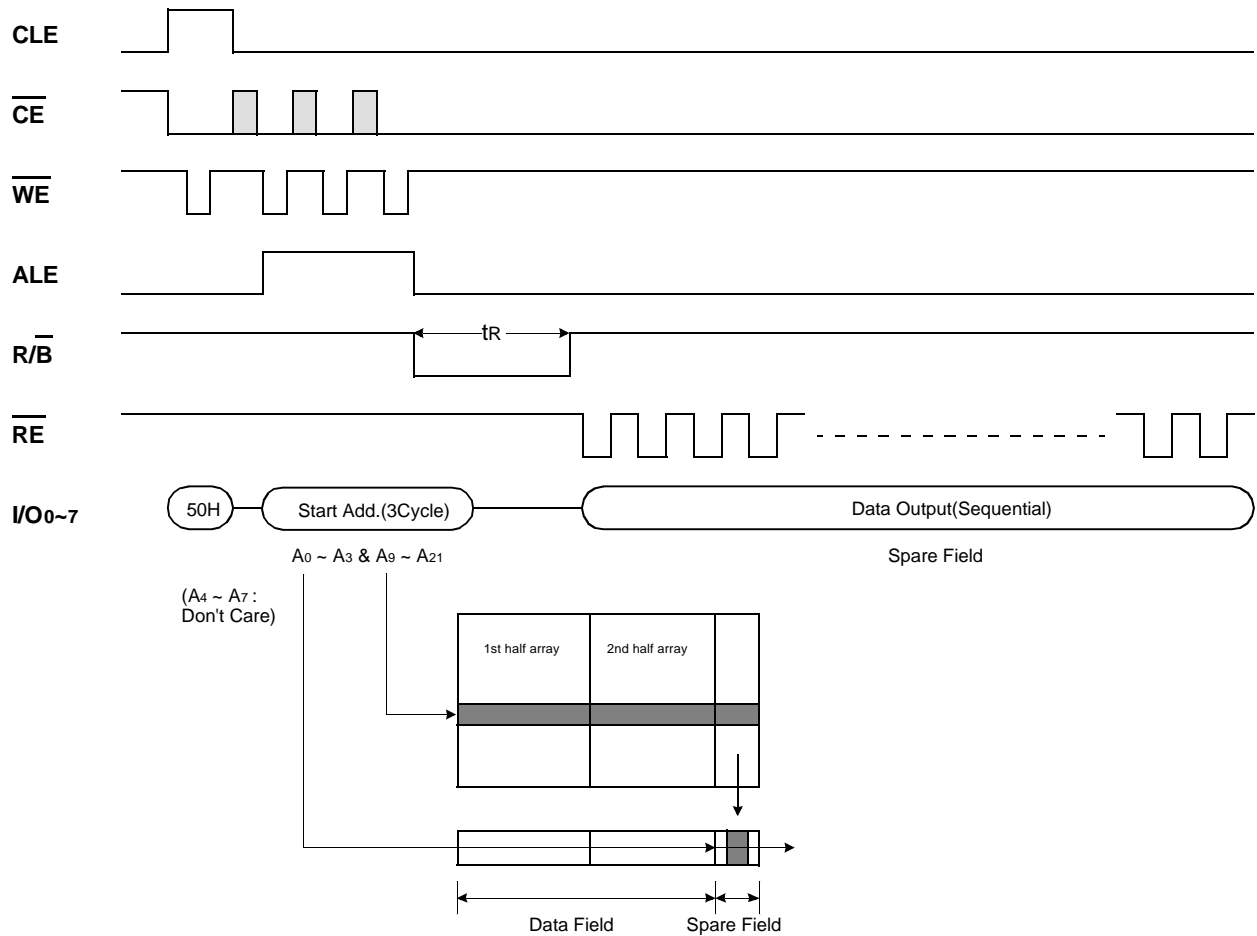 CLE
CE
WE
ALE
tR
R/B
RE
I/O0~7
50H
Start Add.(3Cycle)
Data Output(Sequential)
A0 ~ A3 & A9 ~ A21
Spare Field
(A4 ~ A7 :
Don't Care)
1st half array
2nd half array
Data Field
Spare Field